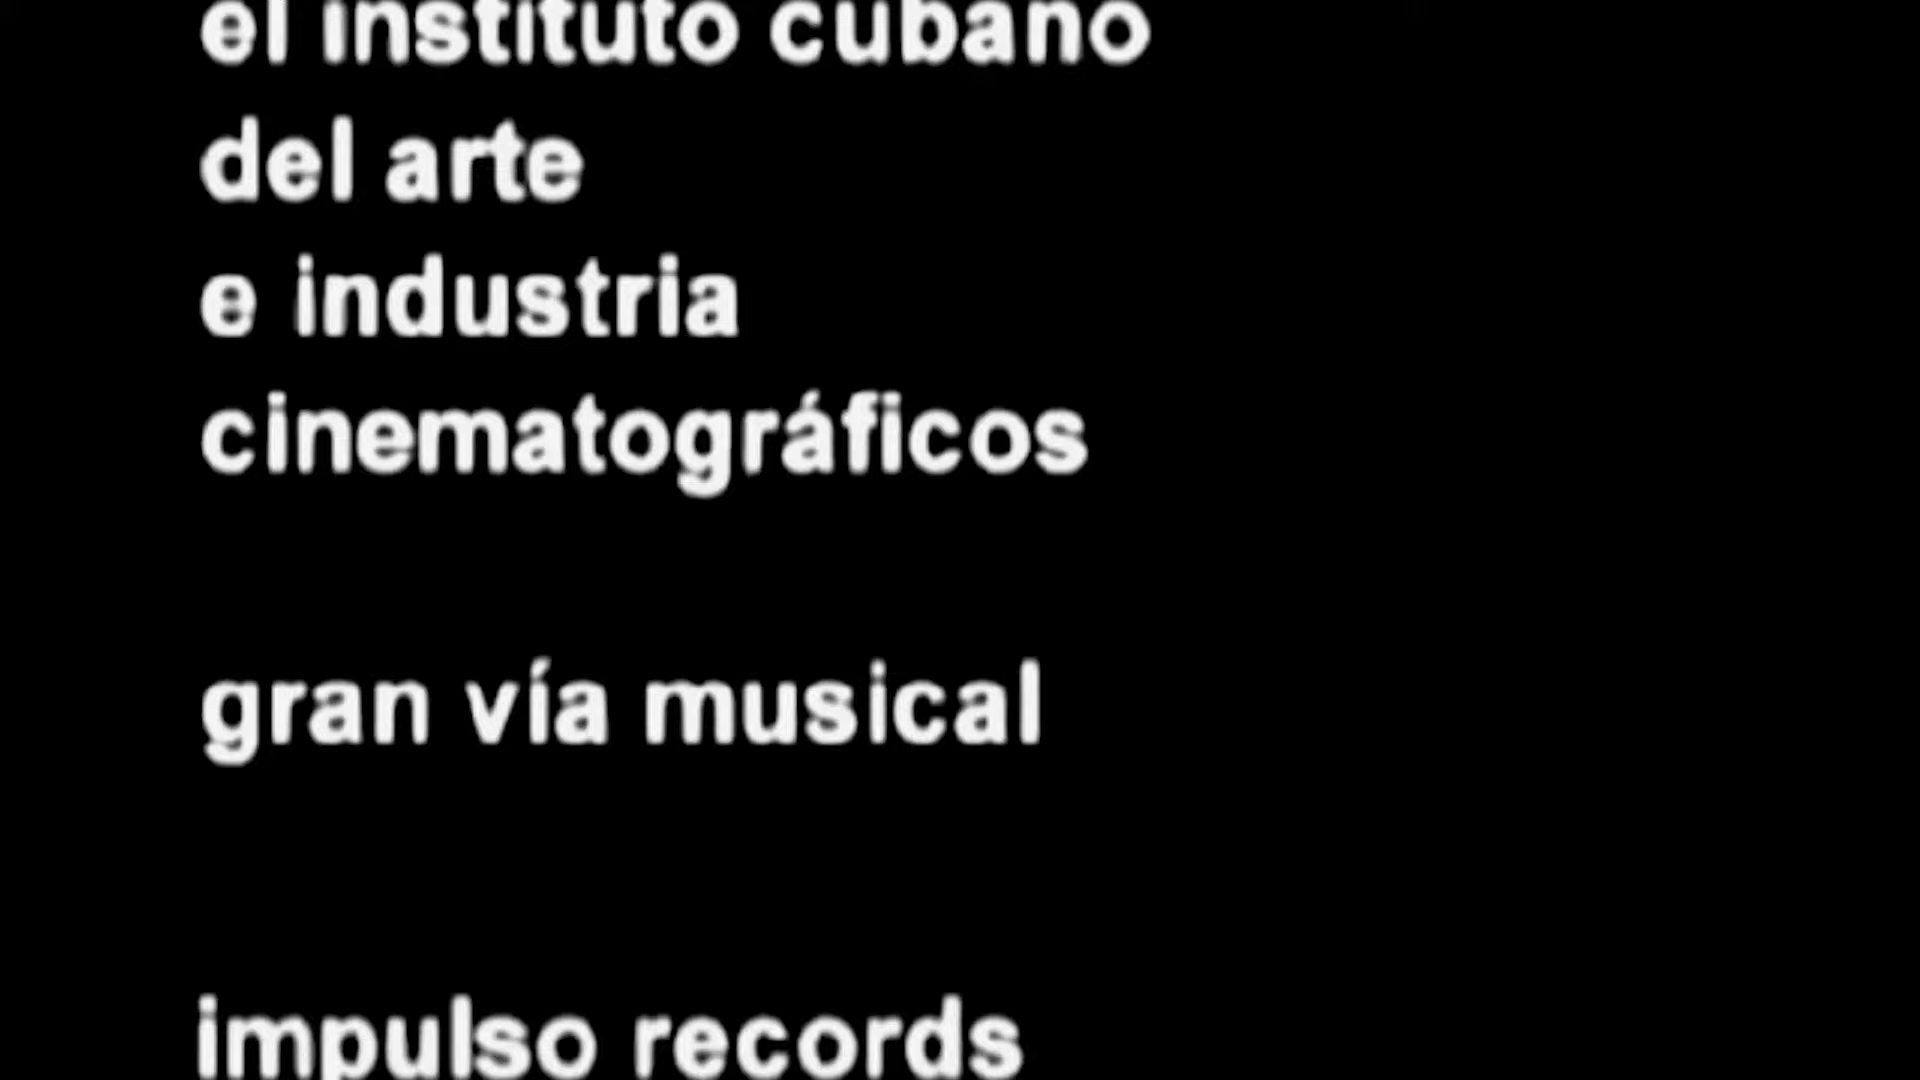 el instituto cubano
del arte
e industria
cinematográficos
gran vía musical
impulso records